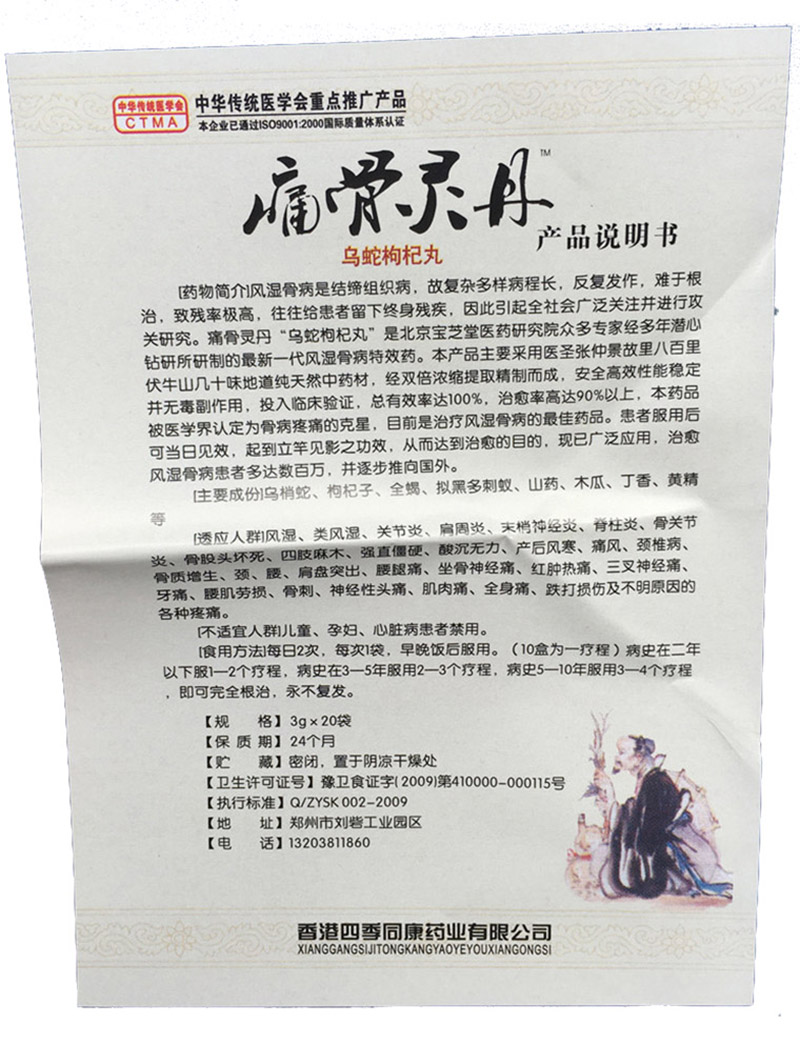 中华传统医学会
CTMA
中华传统医学会重点推广产品
本企业已通过ISO9001:2000国际质量体系认证
痛骨灵丹™
产品说明书
乌蛇枸杞丸
[药物简介]风湿骨病是结缔组织病，故复杂多样病程长，反复发作，难于根
治，致残率极高，往往给患者留下终身残疾，因此引起全社会广泛关注并进行攻
关研究。痛骨灵丹“乌蛇枸杞丸”是北京宝芝堂医药研究院众多专家经多年潜心
钻研所研制的最新一代风湿骨病特效药。本产品主要采用医圣张仲景故里八百里
伏牛山几十味地道纯天然中药材，经双倍浓缩提取精制而成，安全高效性能稳定
并无毒副作用，投入临床验证，总有效率达100%，治愈率高达90%以上，本药品
被医学界认定为骨病疼痛的克星，目前是治疗风湿骨病的最佳药品。患者服用后
可当日见效，起到立竿见影之功效，从而达到治愈的目的，现已广泛应用，治愈
风湿骨病患者多达数百万，并逐步推向国外。
[主要成份]乌梢蛇、枸杞子、全蝎、拟黑多刺蚁、山药、木瓜、丁香、黄精
等
[适应人群]风湿、类风湿、关节炎、肩周炎、末梢神经炎、脊柱炎、骨关节
炎、骨股头坏死、四肢麻木、强直僵硬、酸沉无力、产后风寒、痛风、颈椎病、
骨质增生、颈、腰、肩盘突出、腰腿痛、坐骨神经痛、红肿热痛、三叉神经痛、
牙痛、腰肌劳损、骨刺、神经性头痛、肌肉痛、全身痛、跌打损伤及不明原因的
各种疼痛。
[不适宜人群]儿童、孕妇、心脏病患者禁用。
[食用方法]每日2次，每次1袋，早晚饭后服用。（10盒为一疗程）病史在二年
以下服1—2个疗程，病史在3—5年服用2—3个疗程，病史5—10年服用3—4个疗程
，即可完全根治，永不复发。
【规 格】3g×20袋
【保 质 期】24个月
【贮 藏】密闭，置于阴凉干燥处
【卫生许可证号】豫卫食证字(2009)第410000-000115号
【执行标准】Q/ZYSK 002-2009
【地 址】郑州市刘砦工业园区
【电 话】13203811860
香港四季同康药业有限公司
XIANGGANGSIJITONGKANGYAOYEYOUXIANGONGSI